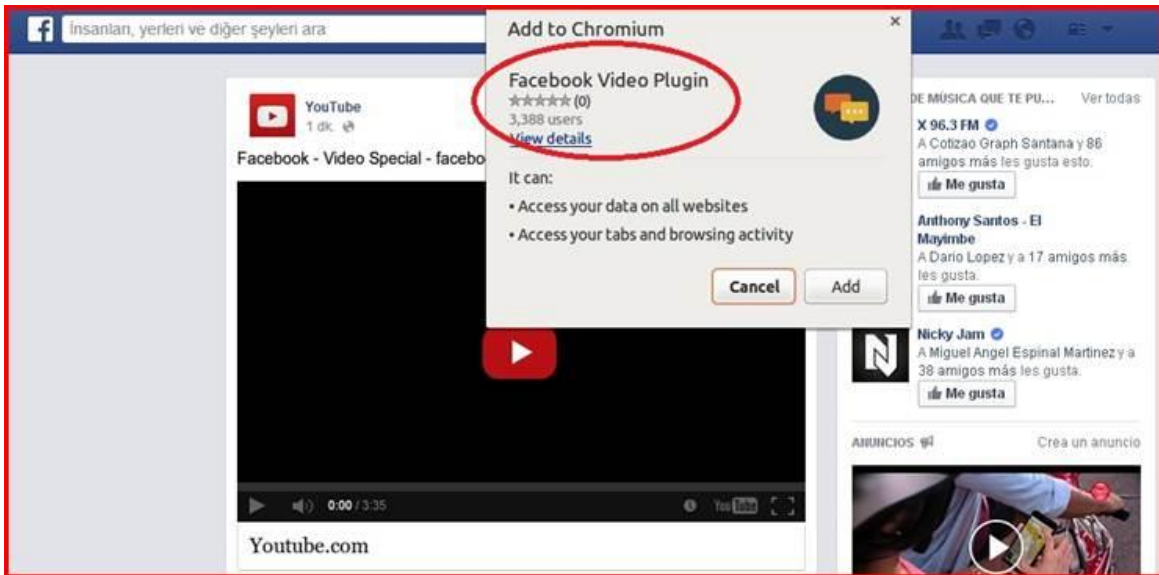 f
İnsanları, yerleri ve diğer şeyleri ara
YouTube
1 dk.
Facebook - Video Special - facebo
0:00 / 3:35
You Tube
Youtube.com
Add to Chromium
×
Facebook Video Plugin
(0)
3,388 users
View details
It can:
• Access your data on all websites
• Access your tabs and browsing activity
Cancel
Add
DE MÚSICA QUE TE PU...
Ver todas
X 96.3 FM
A Cotizao Graph Santana y 86
amigos más les gusta esto.
Me gusta
Anthony Santos - El
Mayimbe
A Dario Lopez y a 17 amigos más
les gusta.
Me gusta
Nicky Jam
A Miguel Angel Espinal Martinez y a
38 amigos más les gusta.
Me gusta
ANUNCIOS
Crea un anuncio